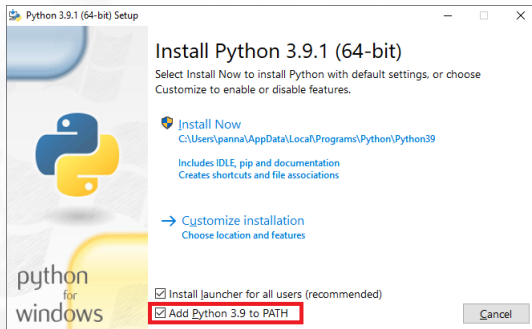 Python 3.9.1 (64-bit) Setup
Install Python 3.9.1 (64-bit)
Select Install Now to install Python with default settings, or choose
Customize to enable or disable features.
Install Now
C:\Users\panna\AppData\Local\Programs\Python\Python39
Includes IDLE, pip and documentation
Creates shortcuts and file associations
Customize installation
Choose location and features
python
for
windows
Install launcher for all users (recommended)
Add Python 3.9 to PATH
Cancel